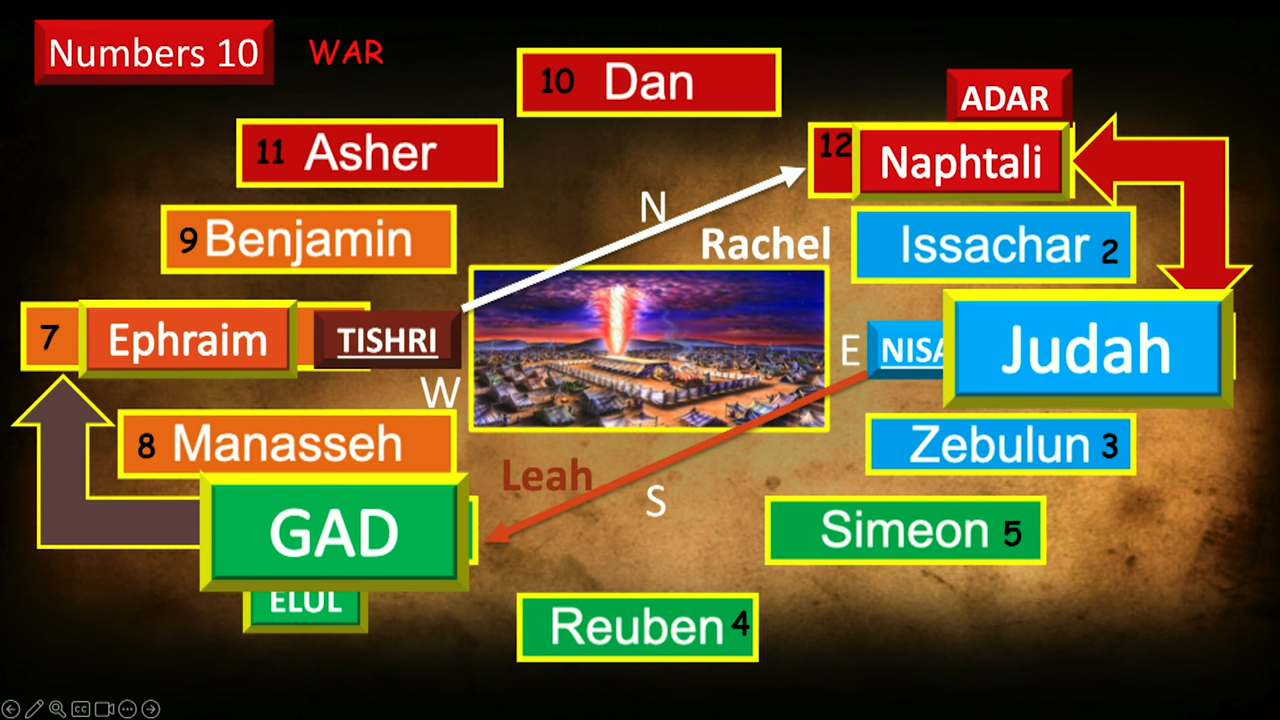 Numbers 10
WAR
10 Dan
ADAR
11 Asher
12 Naphtali
N
9 Benjamin
Rachel
Issachar 2
7 Ephraim
TISHRI
E
Judah
W
8 Manasseh
Zebulun 3
Leah
S
GAD
Simeon 5
ELUL
Reuben 4
CC